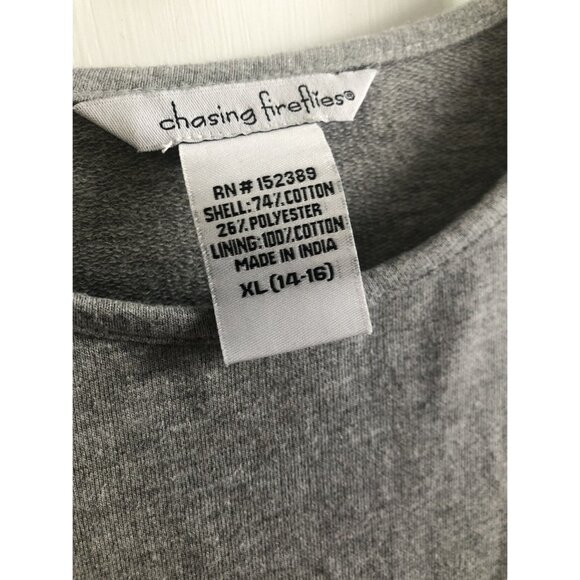 chasing fireflies®
RN# 152389
SHELL: 74% COTTON
26% POLYESTER
LINING: 100% COTTON
MADE IN INDIA
XL (14-16)